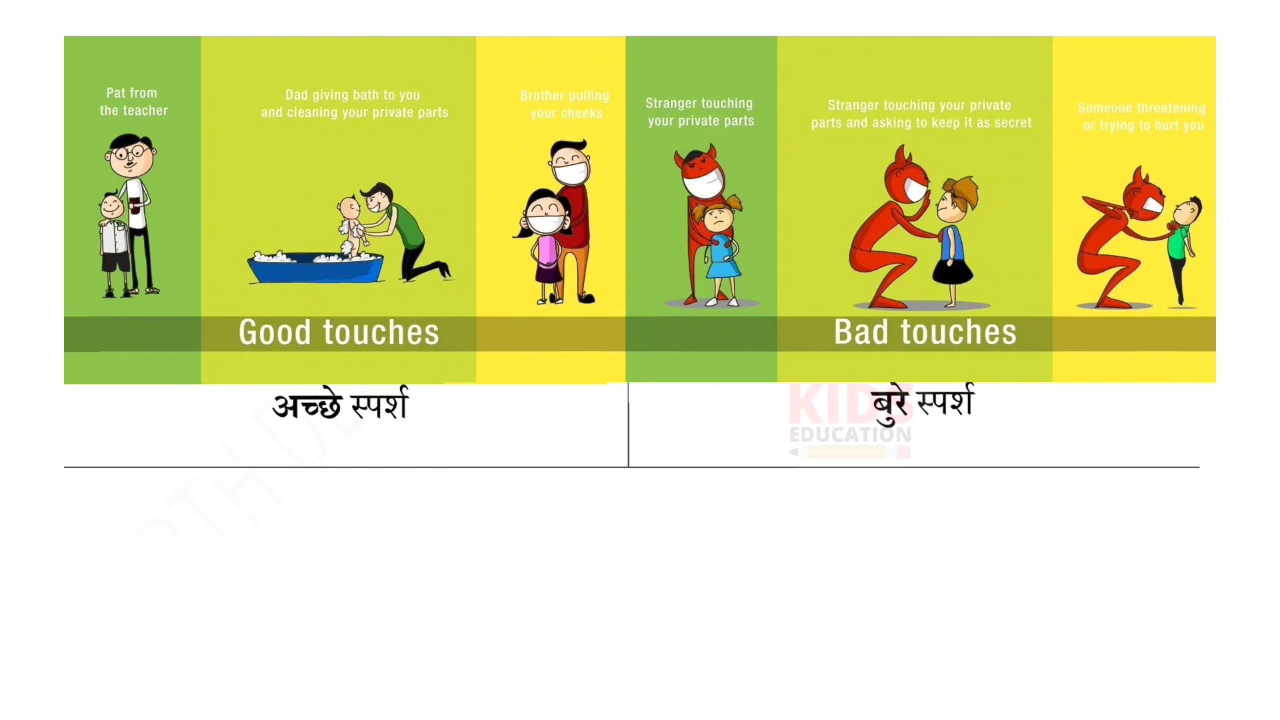 Pat from
the teacher
Dad giving bath to you
and cleaning your private parts
Brother pulling
your cheeks
Good touches
Stranger touching
your private parts
Stranger touching your private
parts and asking to keep it as secret
Someone threatening
or trying to hurt you
Bad touches
अच्छे स्पर्श
बुरे स्पर्श
KIDS
EDUCATION